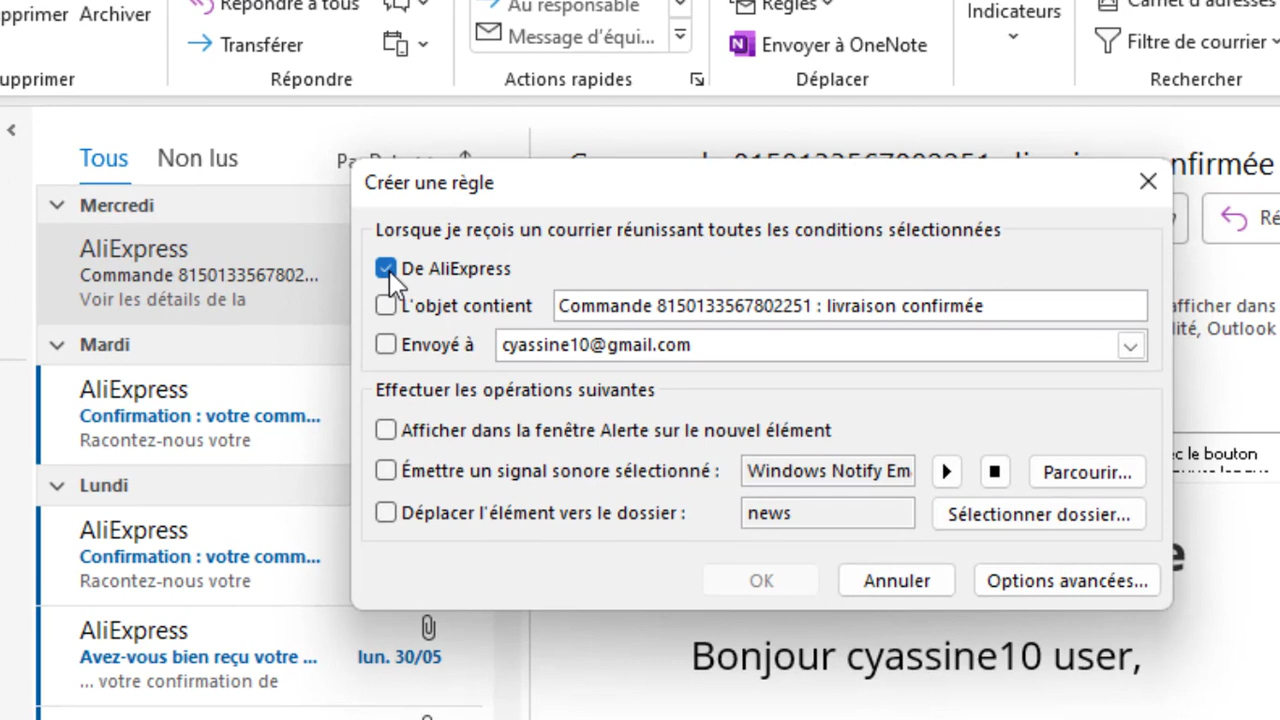 Archiver
Répondre à tous
Transférer
Répondre
Au responsable
Message d'équi...
Actions rapides
Règles
Envoyer à OneNote
Déplacer
Indicateurs
Carnet d'adresses
Filtre de courrier
Rechercher
Tous Non lus
Mercredi
AliExpress
Commande 8150133567802...
Voir les détails de la
Mardi
AliExpress
Confirmation : votre comm...
Racontez-nous votre
Lundi
AliExpress
Confirmation : votre comm...
Racontez-nous votre
AliExpress
Avez-vous bien reçu votre ... lun. 30/05
... votre confirmation de
Créer une règle
Lorsque je reçois un courrier réunissant toutes les conditions sélectionnées
De AliExpress
L'objet contient Commande 8150133567802251 : livraison confirmée
Envoyé à cyassine10@gmail.com
Effectuer les opérations suivantes
Afficher dans la fenêtre Alerte sur le nouvel élément
Émettre un signal sonore sélectionné : Windows Notify Em Parcourir...
Déplacer l'élément vers le dossier : news Sélectionner dossier...
OK Annuler Options avancées...
afficher dans
lité, Outlook
ec le bouton
Bonjour cyassine10 user,